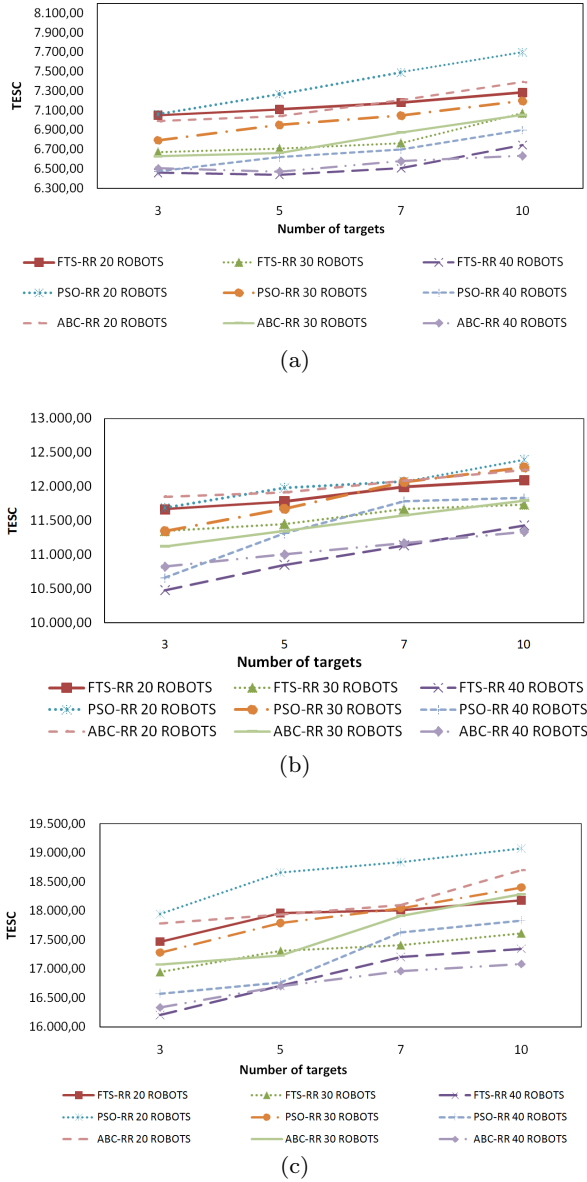 8.100,00
7.900,00
7.700,00
7.500,00
7.300,00
7.100,00
6.900,00
6.700,00
6.500,00
6.300,00
TESC
3 5 7 10
Number of targets
FTS-RR 20 ROBOTS FTS-RR 30 ROBOTS FTS-RR 40 ROBOTS
PSO-RR 20 ROBOTS PSO-RR 30 ROBOTS PSO-RR 40 ROBOTS
ABC-RR 20 ROBOTS ABC-RR 30 ROBOTS ABC-RR 40 ROBOTS
(a)
13.000,00
12.500,00
12.000,00
11.500,00
11.000,00
10.500,00
10.000,00
TESC
3 5 7 10
Number of targets
FTS-RR 20 ROBOTS FTS-RR 30 ROBOTS FTS-RR 40 ROBOTS
PSO-RR 20 ROBOTS PSO-RR 30 ROBOTS PSO-RR 40 ROBOTS
ABC-RR 20 ROBOTS ABC-RR 30 ROBOTS ABC-RR 40 ROBOTS
(b)
19.500,00
19.000,00
18.500,00
18.000,00
17.500,00
17.000,00
16.500,00
16.000,00
TESC
3 5 7 10
Number of targets
FTS-RR 20 ROBOTS FTS-RR 30 ROBOTS FTS-RR 40 ROBOTS
PSO-RR 20 ROBOTS PSO-RR 30 ROBOTS PSO-RR 40 ROBOTS
ABC-RR 20 ROBOTS ABC-RR 30 ROBOTS ABC-RR 40 ROBOTS
(c)